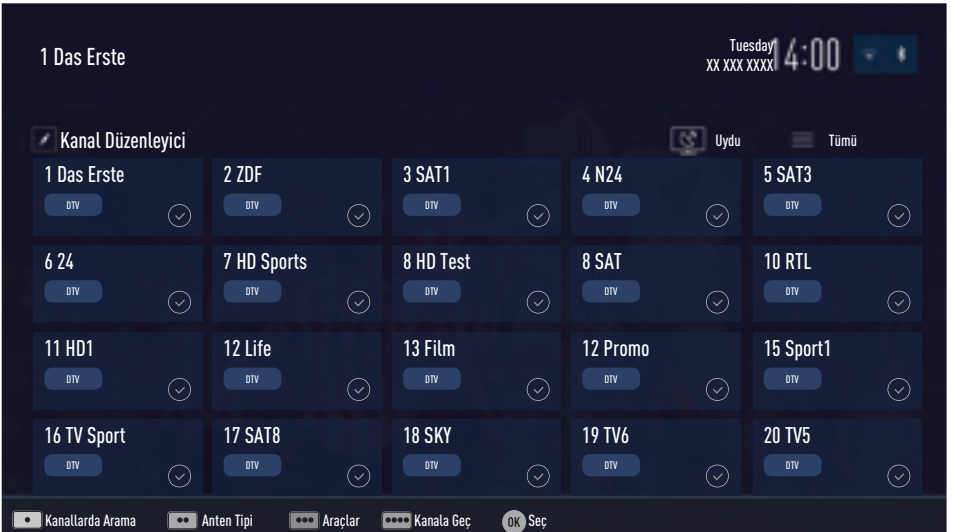 1 Das Erste
Tuesday
XX XXX XXXX
14:00
Kanal Düzenleyici
Uydu
Tümü
1 Das Erste
2 ZDF
3 SAT1
4 N24
5 SAT3
DTV
DTV
DTV
DTV
DTV
6 24
7 HD Sports
8 HD Test
8 SAT
10 RTL
DTV
DTV
DTV
DTV
DTV
11 HD1
12 Life
13 Film
12 Promo
15 Sport1
DTV
DTV
DTV
DTV
DTV
16 TV Sport
17 SAT8
18 SKY
19 TV6
20 TV5
DTV
DTV
DTV
DTV
DTV
Kanallarda Arama
Anten Tipi
Araçlar
Kanala Geç
OK Seç